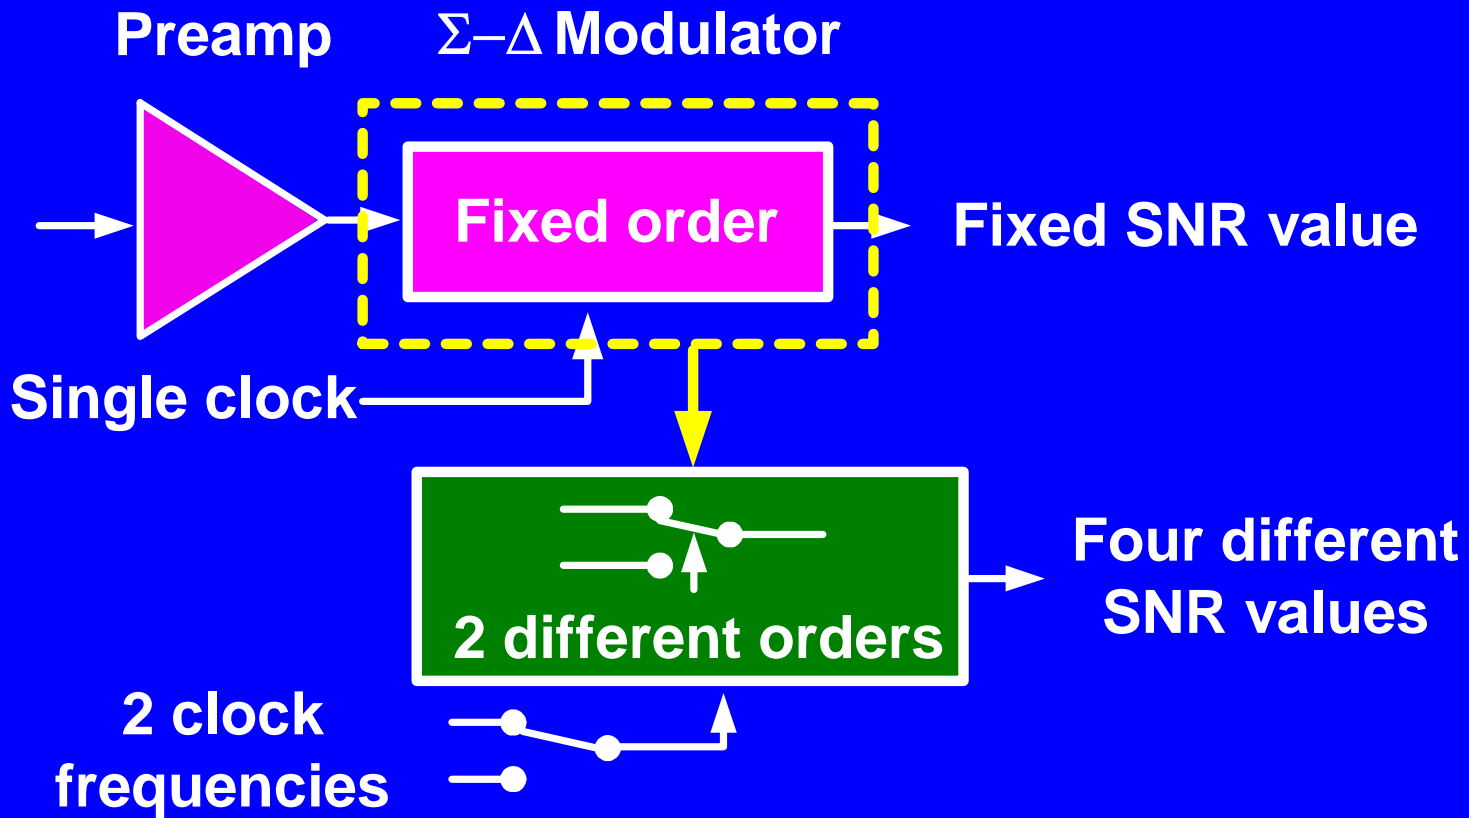 Preamp
Σ–Δ Modulator
Fixed order
Fixed SNR value
Single clock
2 different orders
Four different
SNR values
2 clock
frequencies